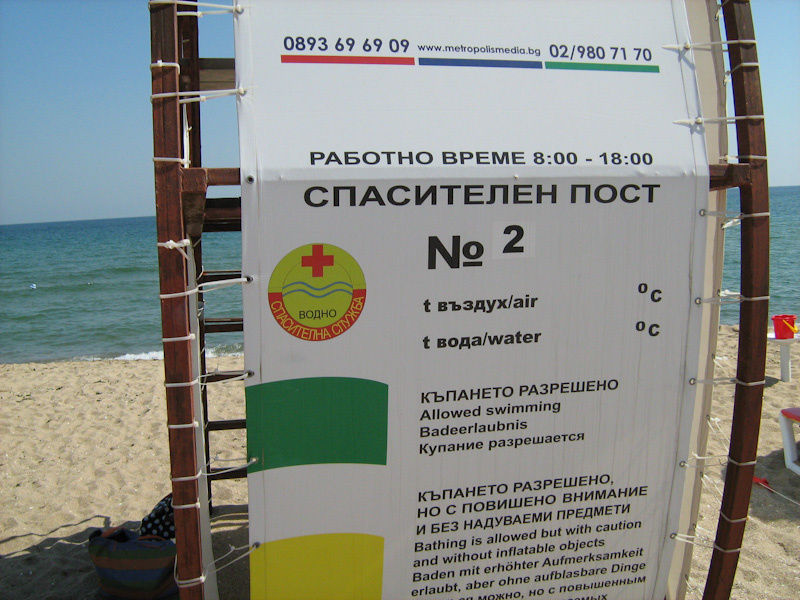 0893 69 69 09 www.metropolismedia.bg 02/980 71 70
РАБОТНО ВРЕМЕ 8:00 - 18:00
СПАСИТЕЛЕН ПОСТ
№ 2
ВОДНО
СПАСИТЕЛНА СЛУЖБА
t въздух/air °C
t вода/water °C
КЪПАНЕТО РАЗРЕШЕНО
Allowed swimming
Badeerlaubnis
Купание разрешается
КЪПАНЕТО РАЗРЕШЕНО,
НО С ПОВИШЕНО ВНИМАНИЕ
И БЕЗ НАДУВАЕМИ ПРЕДМЕТИ
Bathing is allowed but with caution
and without inflatable objects
Baden mit erhöhter Aufmerksamkeit
erlaubt, aber ohne aufblasbare Dinge
можно, но с повышенным